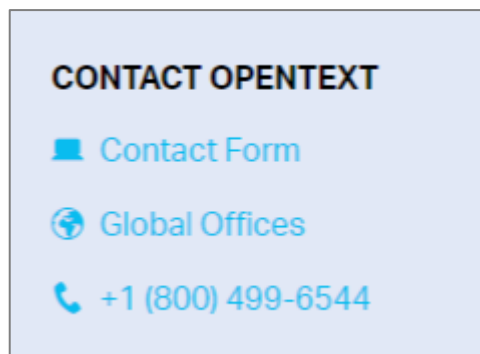 CONTACT OPENTEXT
Contact Form
Global Offices
+1 (800) 499-6544